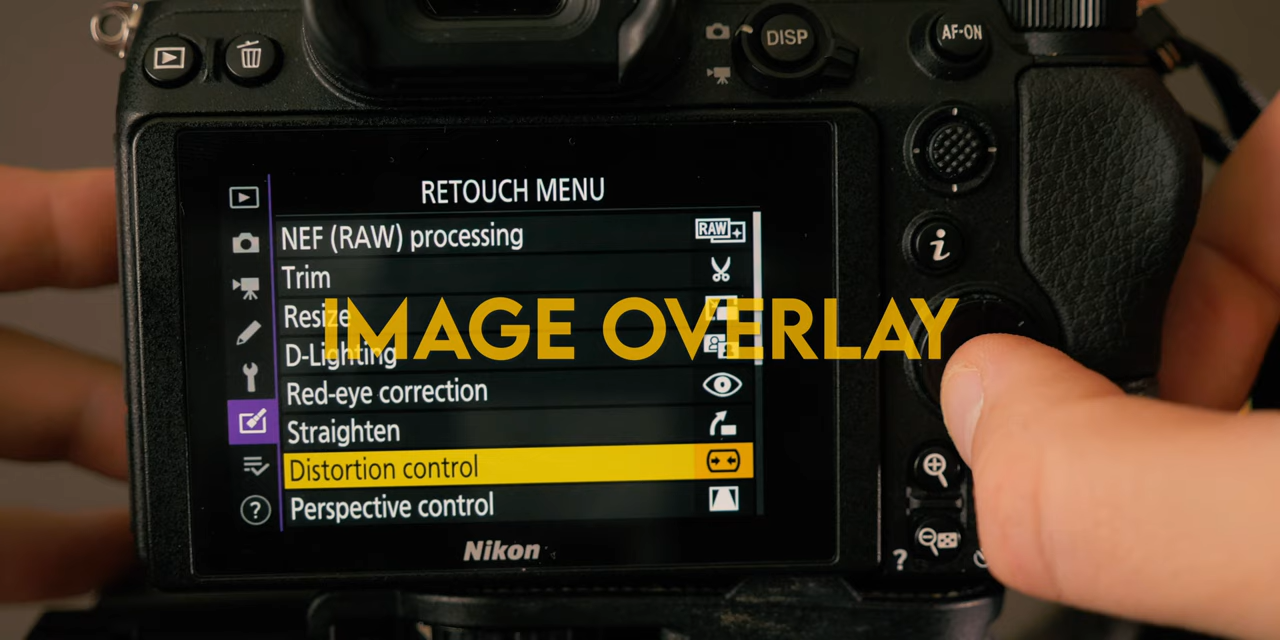 DISP
AF-ON
RETOUCH MENU
NEF (RAW) processing
RAW
Trim
Resize
IMAGE OVERLAY
D-Lighting
Red-eye correction
Straighten
Distortion control
Perspective control
Nikon
i
?
?